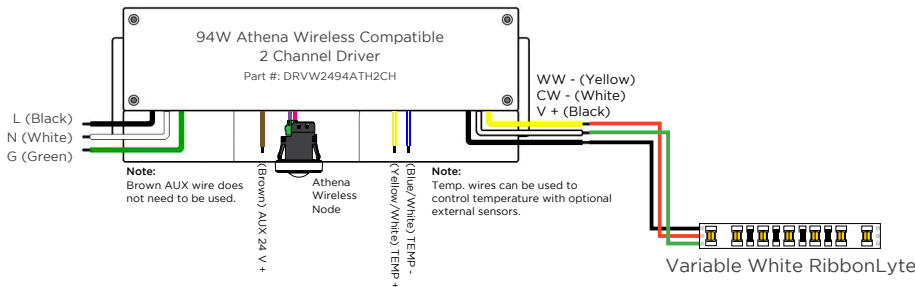 94W Athena Wireless Compatible
2 Channel Driver
Part #: DRVW2494ATH2CH
WW - (Yellow)
CW - (White)
V + (Black)
L (Black)
N (White)
G (Green)
Note:
Brown AUX wire does
not need to be used.
(Brown) AUX 24 V +
Athena
Wireless
Node
(Yellow/White) TEMP +
(Blue/White) TEMP -
Note:
Temp. wires can be used to
control temperature with optional
external sensors.
Variable White RibbonLyte